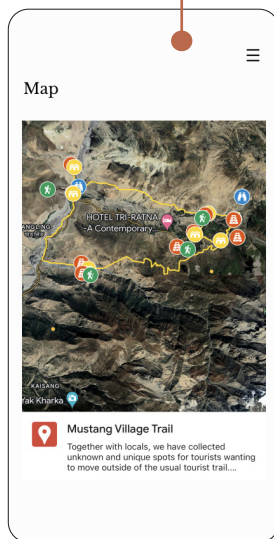 Map
ANGLING
HOTEL TRI-RATNA
-A Contemporary...
KAISANG
Yak Kharka
Mustang Village Trail
Together with locals, we have collected
unknown and unique spots for tourists wanting
to move outside of the usual tourist trail....